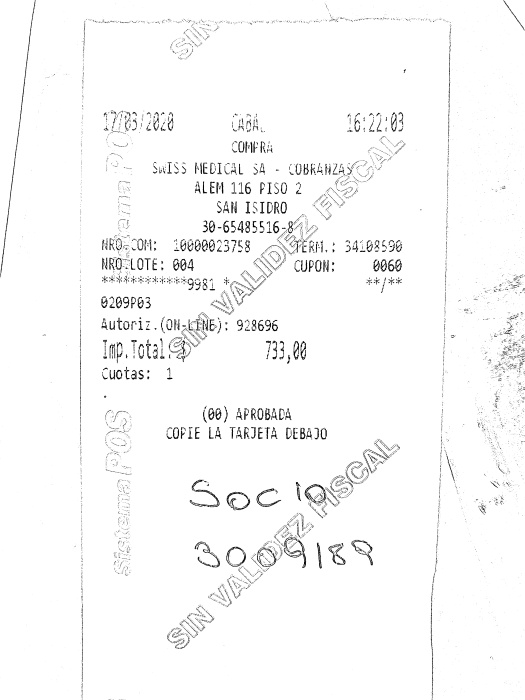 SIN
17/03/2020 CABAL 16:22:03
COMPRA
SWISS MEDICAL SA - COBRANZAS
ALEM 116 PISO 2
SAN ISIDRO
30-65485516-8
NRO.COM: 10000023758 TERM.: 34108590
NRO.LOTE: 004 CUPON: 0060
************9981 * **/**
0209P03
Autoriz.(ON-LINE): 928696
Imp.Total: $ 733,00
Cuotas: 1
(00) APROBADA
COPIE LA TARJETA DEBAJO
SOCIO
3009189
Sistema POS
SIN VALIDEZ FISCAL
Sistema POS
SIN VALIDEZ FISCAL